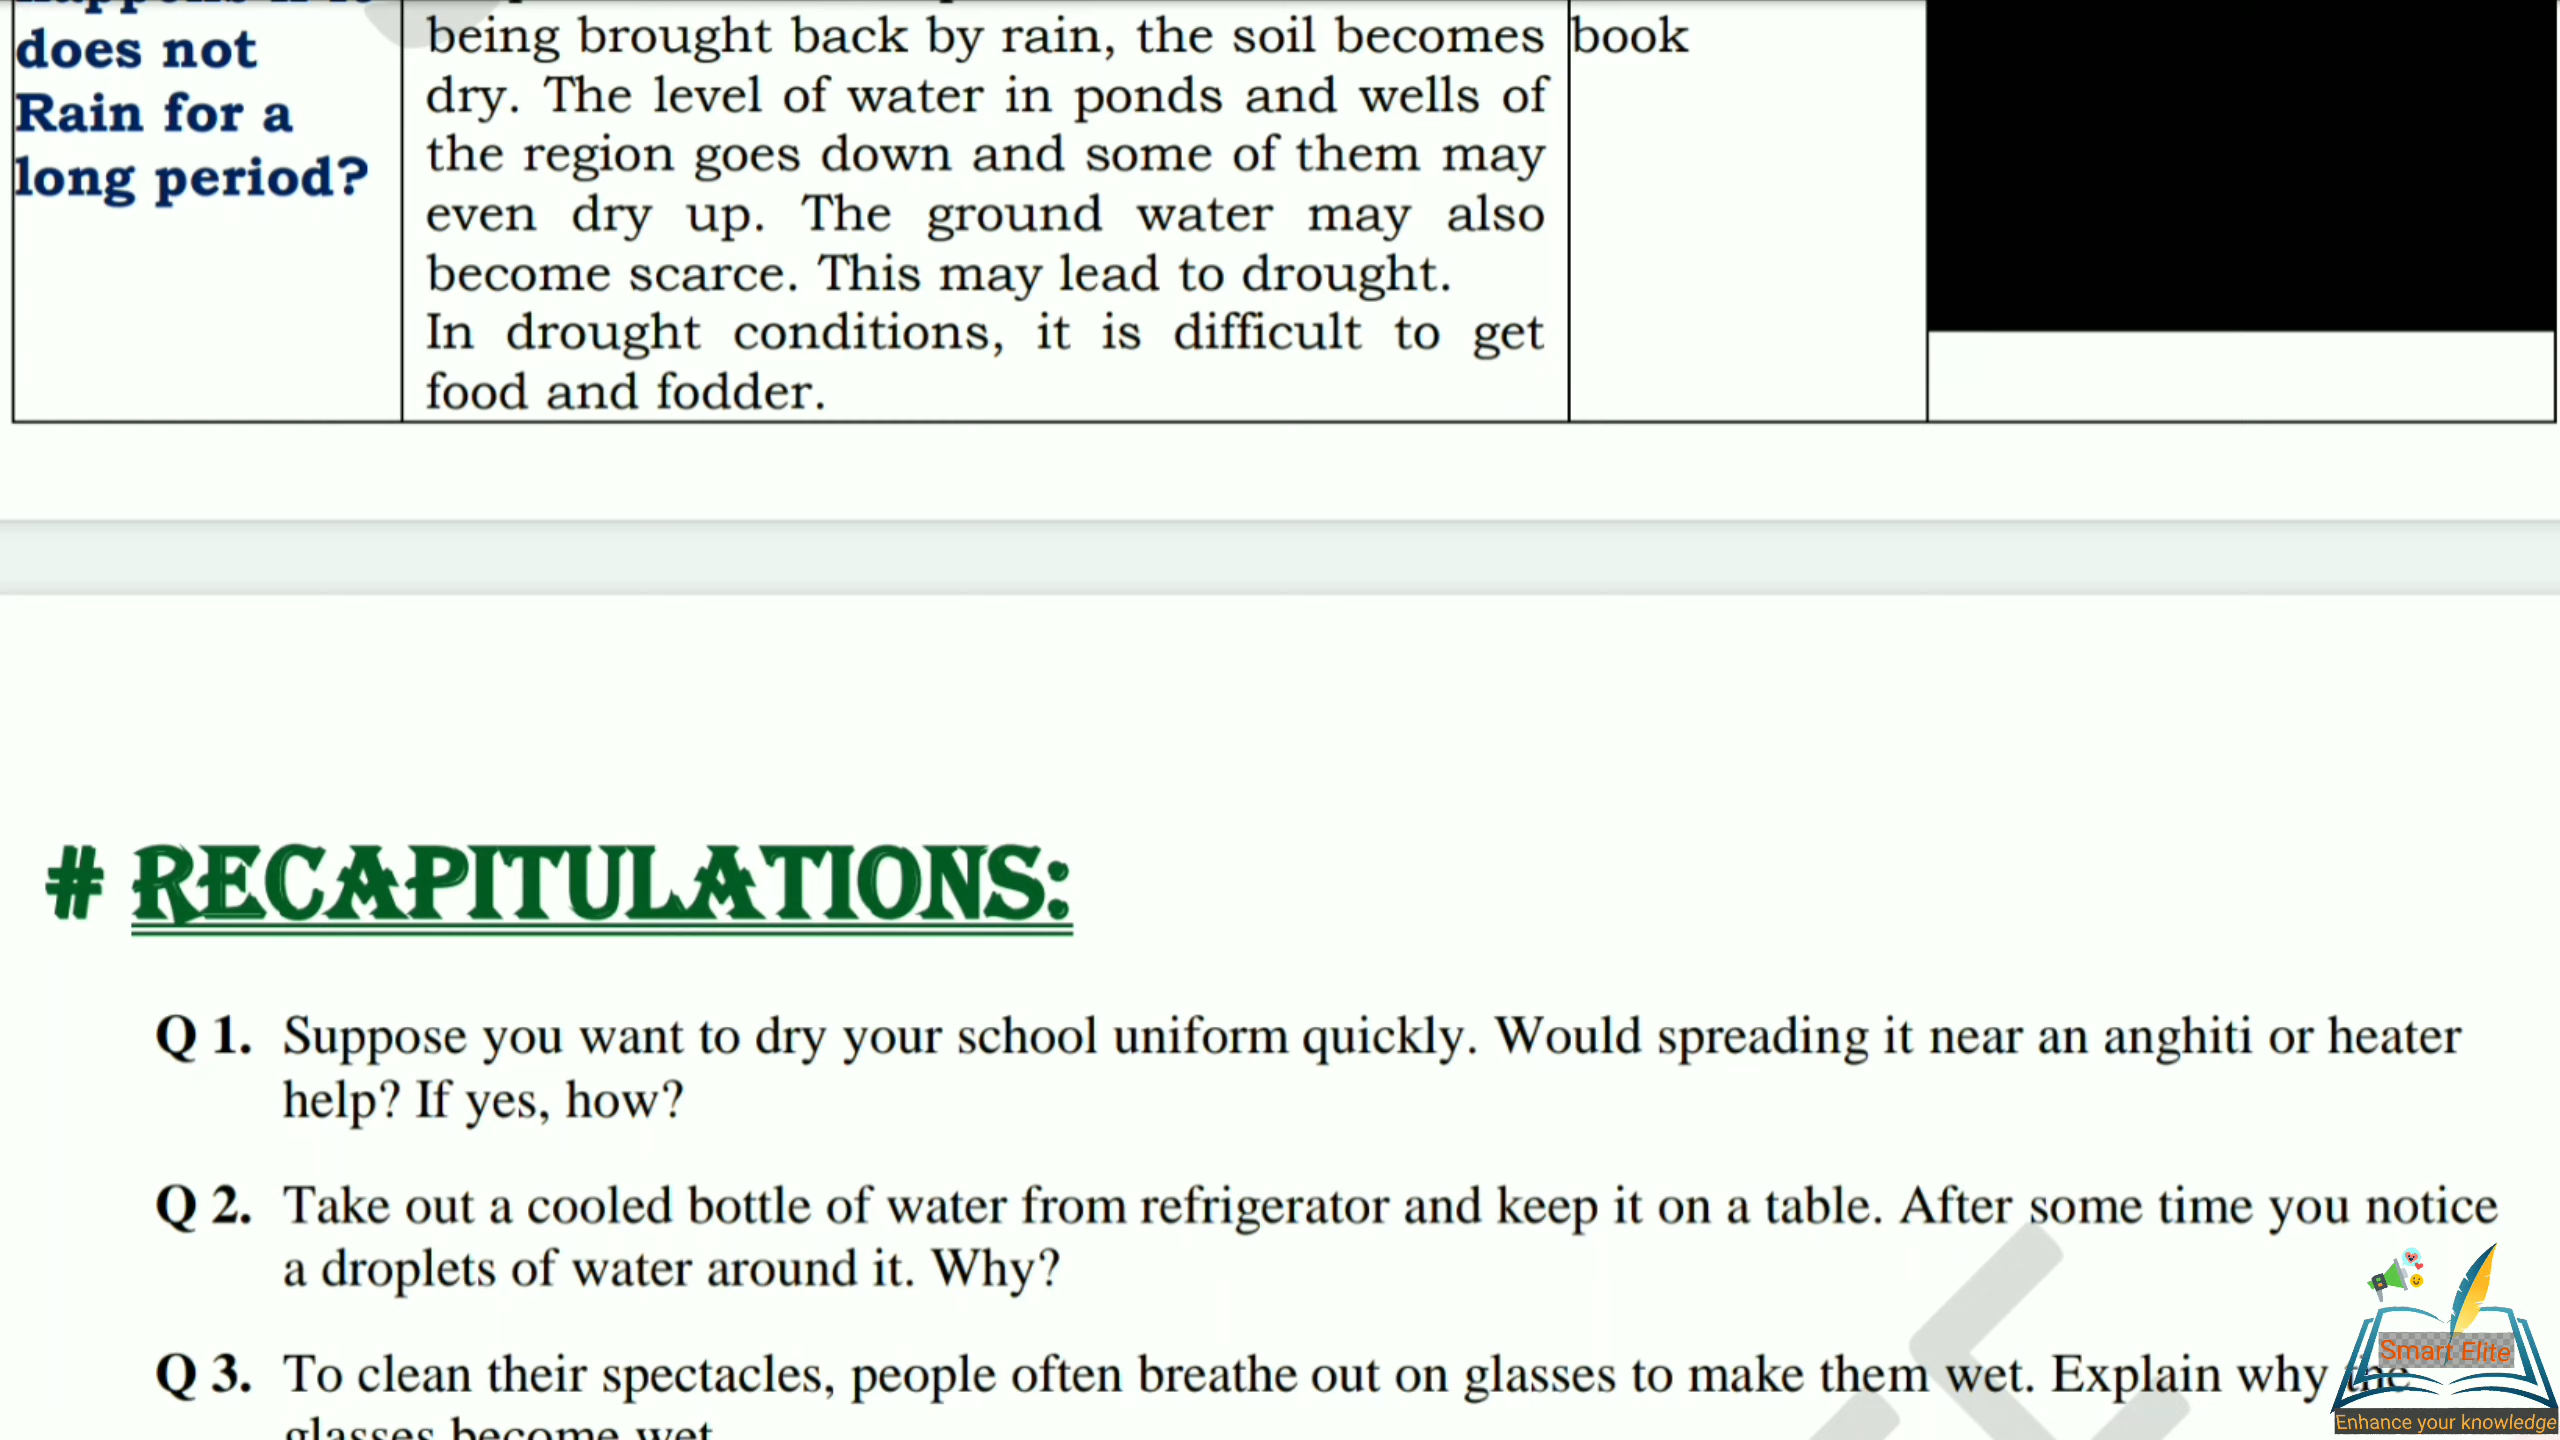 does not
Rain for a
long period?
being brought back by rain, the soil becomes
dry. The level of water in ponds and wells of
the region goes down and some of them may
even dry up. The ground water may also
become scarce. This may lead to drought.
In drought conditions, it is difficult to get
food and fodder.
book
# RECAPITULATIONS:
Q 1. Suppose you want to dry your school uniform quickly. Would spreading it near an anghiti or heater
help? If yes, how?
Q 2. Take out a cooled bottle of water from refrigerator and keep it on a table. After some time you notice
a droplets of water around it. Why?
Q 3. To clean their spectacles, people often breathe out on glasses to make them wet. Explain why the
glasses become wet
Smart Elite
Enhance your knowledge